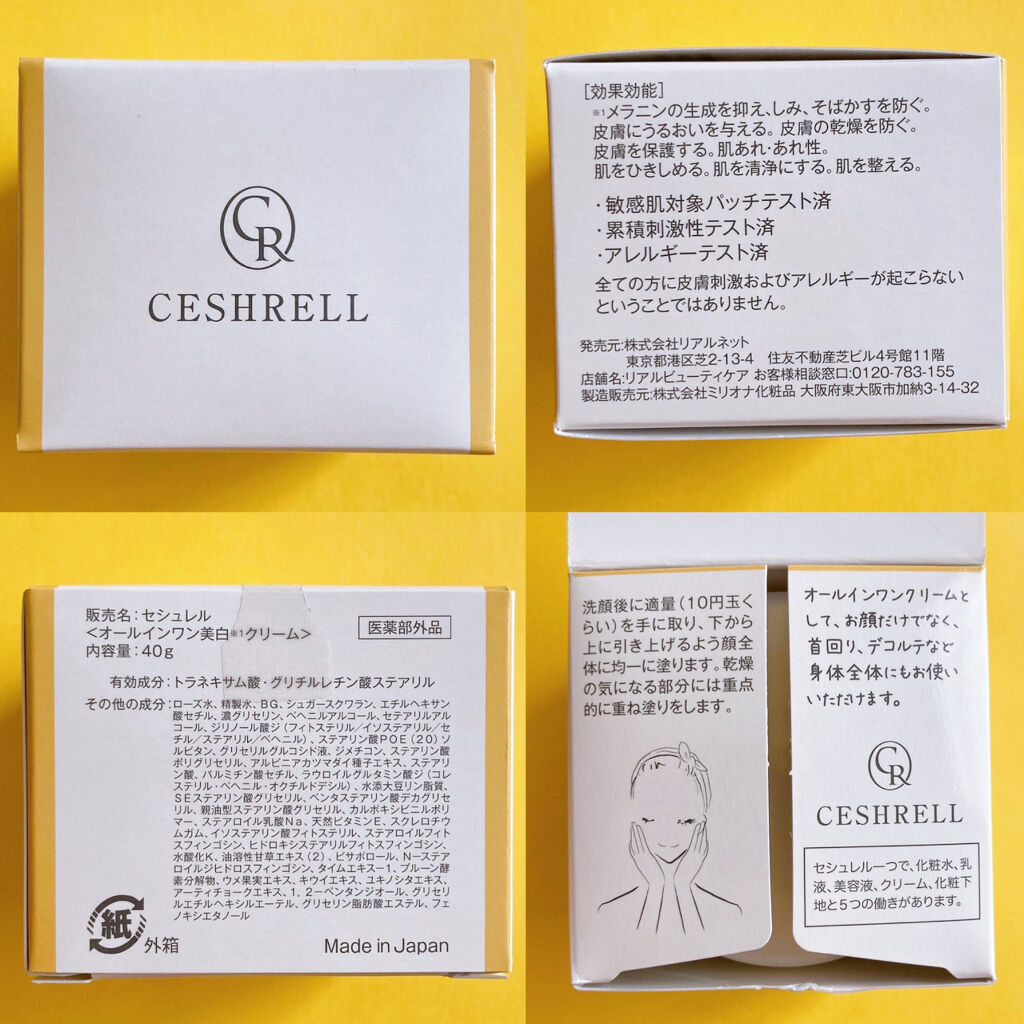 CR
CESHRELL
[効果効能]
※1メラニンの生成を抑え、しみ、そばかすを防ぐ。
皮膚にうるおいを与える。皮膚の乾燥を防ぐ。
皮膚を保護する。肌あれ・あれ性。
肌をひきしめる。肌を清浄にする。肌を整える。
・敏感肌対象パッチテスト済
・累積刺激性テスト済
・アレルギーテスト済
全ての方に皮膚刺激およびアレルギーが起こらない
ということではありません。
発売元:株式会社リアルネット
東京都港区芝2-13-4 住友不動産芝ビル4号館11階
店舗名:リアルビューティケア お客様相談窓口:0120-783-155
製造販売元:株式会社ミリオナ化粧品 大阪府東大阪市加納3-14-32
販売名:セシュレル
<オールインワン美白※1クリーム>
医薬部外品
内容量:40g
有効成分:トラネキサム酸・グリチルレチン酸ステアリル
その他の成分:ローズ水、精製水、BG、シュガースクワラン、エチルヘキサン
酸セチル、濃グリセリン、ベヘニルアルコール、セテアリルアル
コール、ジリノール酸ジ(フィトステリル/イソステアリル/セ
チル/ステアリル/ベヘニル)、ステアリン酸POE(20)ソ
ルビタン、グリセリルグルコシド液、ジメチコン、ステアリン酸
ポリグリセリル、アルピニアカツマダイ種子エキス、ステアリ
ン酸、パルミチン酸セチル、ラウロイルグルタミン酸ジ(コレ
ステリル・ベヘニル・オクチルドデシル)、水添大豆リン脂質、
SEステアリン酸グリセリル、ペンタステアリン酸デカグリセ
リル、親油型ステアリン酸グリセリル、カルボキシビニルポリ
マー、ステアロイル乳酸Na、天然ビタミンE、スクレロチウ
ムガム、イソステアリン酸フィトステリル、ステアロイルフィト
スフィンゴシン、ヒドロキシステアリルフィトスフィンゴシン、
水酸化K、油溶性甘草エキス(2)、ビサボロール、N-ステア
ロイルジヒドロスフィンゴシン、タイムエキス-1、プルーン酵
素分解物、ウメ果実エキス、キウイエキス、ユキノシタエキス、
アーティチョークエキス、1,2-ペンタンジオール、グリセリ
ルエチルヘキシルエーテル、グリセリン脂肪酸エステル、フェ
ノキシエタノール
紙
外箱
Made in Japan
洗顔後に適量(10円玉く
らい)を手に取り、下から
上に引き上げるよう顔全
体に均一に塗ります。乾燥
の気になる部分には重点
的に重ね塗りをします。
オールインワンクリームと
して、お顔だけでなく、
首回り、デコルテなど
身体全体にもお使い
いただけます。
CR
CESHRELL
セシュレル一つで、化粧水、乳
液、美容液、クリーム、化粧下
地と5つの働きがあります。